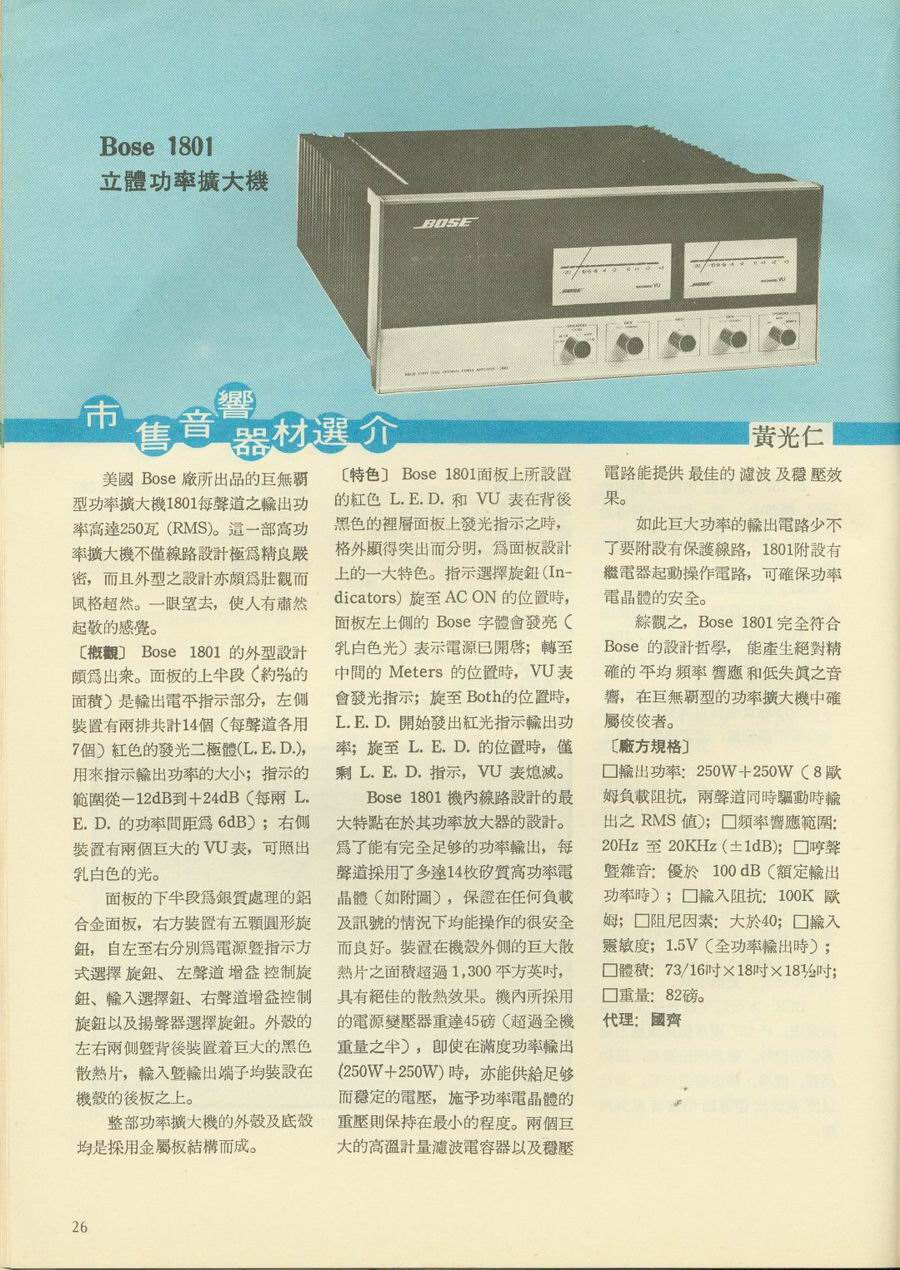 Bose 1801
立體功率擴大機
BOSE
BOSE
VU
BOSE
VU
市售音響器材選介
黃光仁
美國 Bose 廠所出品的巨無霸
型功率擴大機1801每聲道之輸出功
率高達250瓦 (RMS)。這一部高功
率擴大機不僅線路設計極爲精良嚴
密，而且外型之設計亦頗爲壯觀而
風格超然。一眼望去，使人有肅然
起敬的感覺。
〔概觀〕 Bose 1801 的外型設計
頗爲出衆。面板的上半段（約⅔的
面積）是輸出電平指示部分，左側
裝置有兩排共計14個（每聲道各用
7個）紅色的發光二極體(L. E. D.)，
用來指示輸出功率的大小；指示的
範圍從－12dB到＋24dB（每兩 L.
E. D. 的功率間距爲 6dB）；右側
裝置有兩個巨大的 VU 表，可照出
乳白色的光。
面板的下半段爲銀質處理的鋁
合金面板，右方裝置有五顆圓形旋
鈕，自左至右分別爲電源暨指示方
式選擇旋鈕、左聲道增益控制旋
鈕、輸入選擇鈕、右聲道增益控制
旋鈕以及揚聲器選擇旋鈕。外殼的
左右兩側暨背後裝置着巨大的黑色
散熱片，輸入暨輸出端子均裝設在
機殼的後板之上。
整部功率擴大機的外殼及底殼
均是採用金屬板結構而成。
〔特色〕 Bose 1801面板上所設置
的紅色 L. E. D. 和 VU 表在背後
黑色的裡層面板上發光指示之時，
格外顯得突出而分明，爲面板設計
上的一大特色。指示選擇旋鈕 (In-
dicators) 旋至 AC ON 的位置時，
面板左上側的 Bose 字體會發亮（
乳白色光）表示電源已開啓；轉至
中間的 Meters 的位置時，VU 表
會發光指示；旋至 Both的位置時，
L. E. D. 開始發出紅光指示輸出功
率；旋至 L. E. D. 的位置時，僅
剩 L. E. D. 指示，VU 表熄滅。
Bose 1801 機內線路設計的最
大特點在於其功率放大器的設計。
爲了能有完全足够的功率輸出，每
聲道採用了多達14枚矽質高功率電
晶體（如附圖），保證在任何負載
及訊號的情況下均能操作的很安全
而良好。裝置在機殼外側的巨大散
熱片之面積超過 1,300 平方英吋，
具有絕佳的散熱效果。機內所採用
的電源變壓器重達45磅（超過全機
重量之半），卽使在滿度功率輸出
(250W＋250W) 時，亦能供給足够
而穩定的電壓，施予功率電晶體的
重壓則保持在最小的程度。兩個巨
大的高溫計量濾波電容器以及穩壓
電路能提供最佳的濾波及穩壓效
果。
如此巨大功率的輸出電路少不
了要附設有保護線路，1801附設有
繼電器起動操作電路，可確保功率
電晶體的安全。
綜觀之，Bose 1801 完全符合
Bose 的設計哲學，能產生絕對精
確的平均頻率響應和低失眞之音
響，在巨無霸型的功率擴大機中確
屬佼佼者。
〔廠方規格〕
□輸出功率：250W＋250W（8 歐
姆負載阻抗，兩聲道同時驅動時輸
出之 RMS 值)；□頻率響應範圍：
20Hz 至 20KHz (±1dB)；□哼聲
暨雜音：優於 100 dB（額定輸出
功率時）；□輸入阻抗：100K 歐
姆；□阻尼因素：大於40；□輸入
靈敏度；1.5V（全功率輸出時）；
□體積：73/16吋×18吋×18½吋；
□重量：82磅。
代理：國齊
26